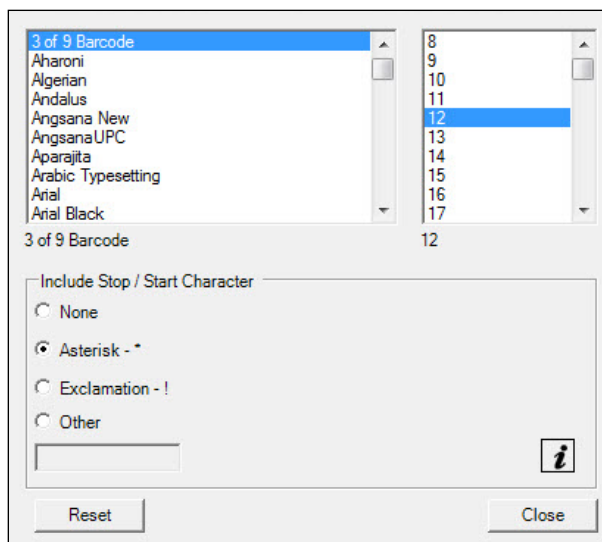 3 of 9 Barcode
Aharoni
Algerian
Andalus
Angsana New
AngsanaUPC
Aparajita
Arabic Typesetting
Arial
Arial Black
8
9
10
11
12
13
14
15
16
17
3 of 9 Barcode
12
Include Stop / Start Character
None
Asterisk - *
Exclamation - !
Other
i
Reset
Close